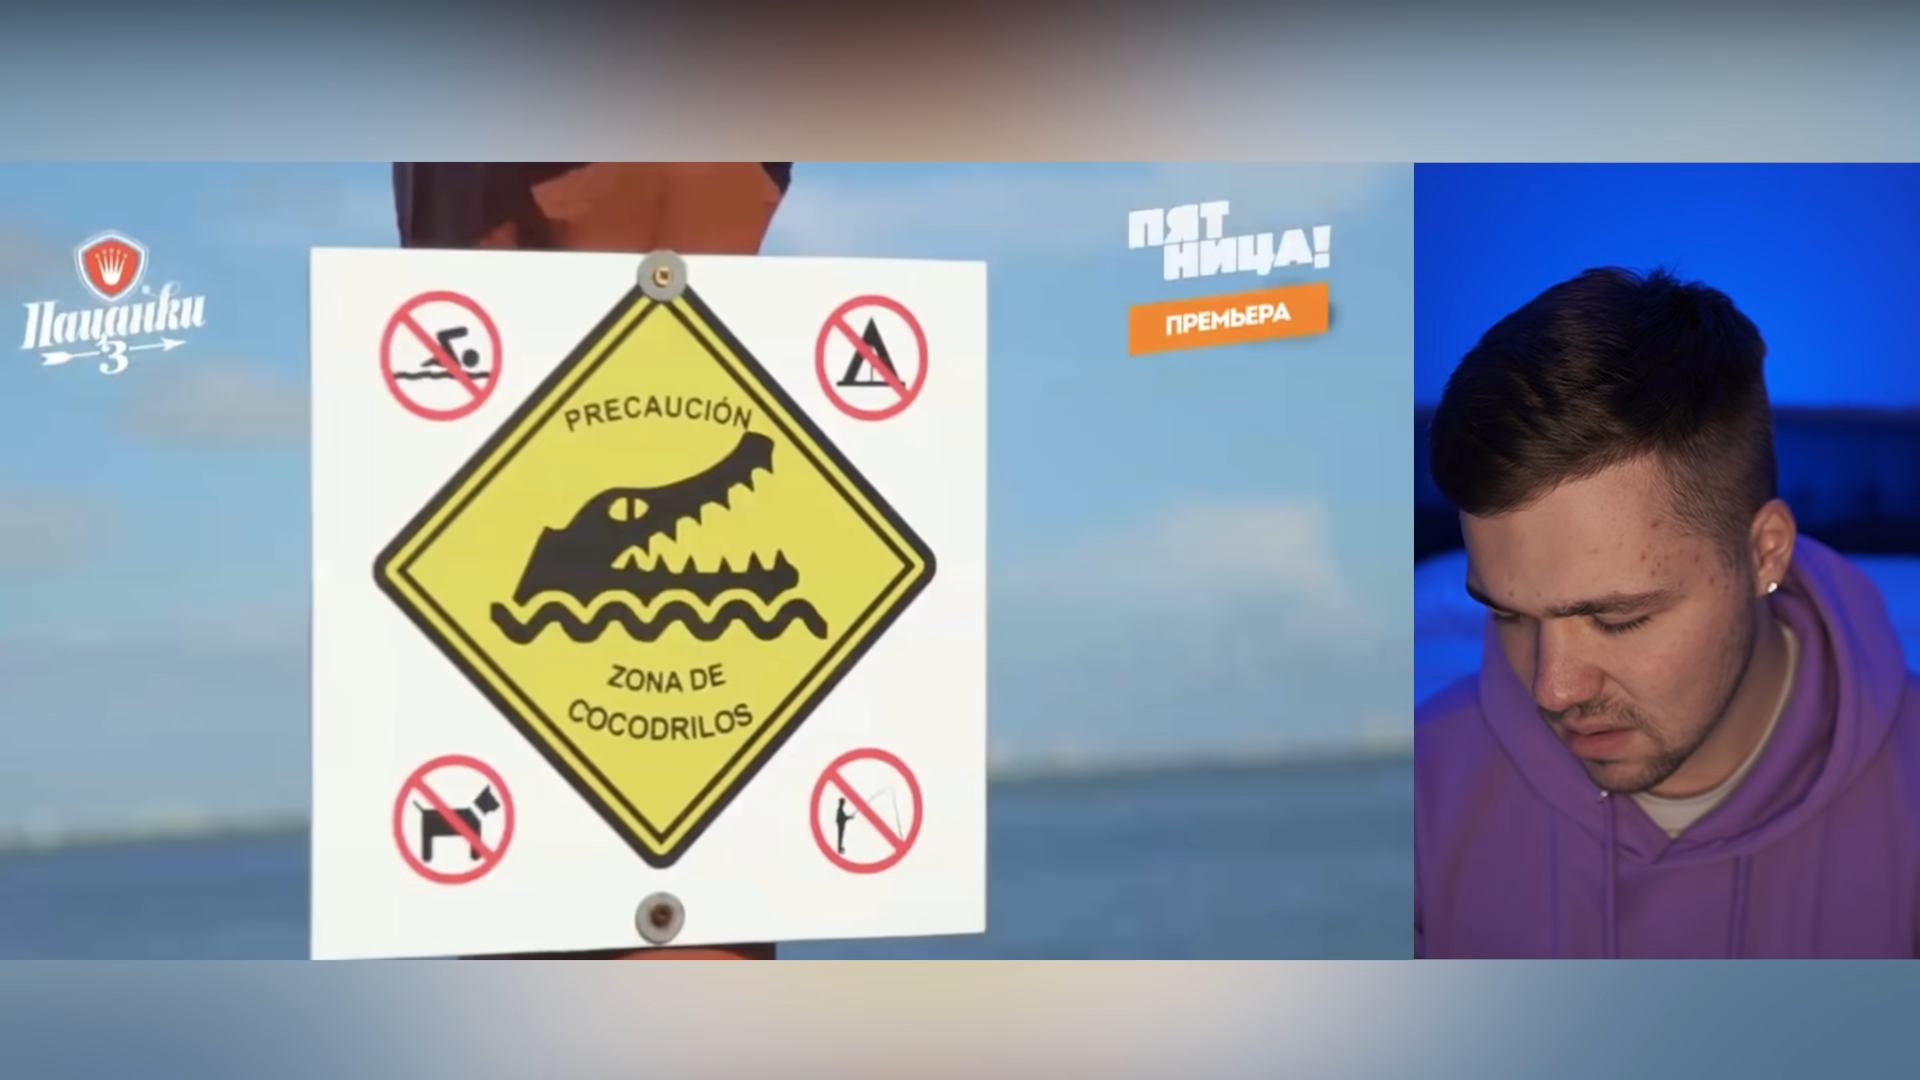 Пацанки
3
ПЯТ
НИЦА!
ПРЕМЬЕРА
PRECAUCIÓN
ZONA DE
COCODRILOS